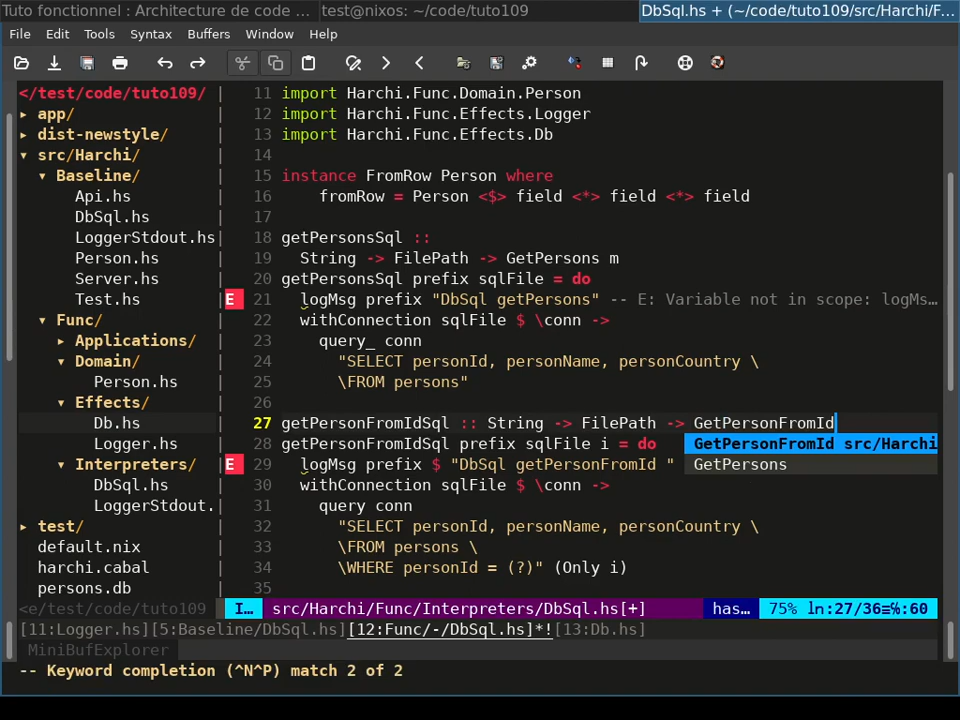 Tuto fonctionnel : Architecture de code ...
test@nixos: ~/code/tuto109
DbSql.hs + (~/code/tuto109/src/Harchi/F...
File Edit Tools Syntax Buffers Window Help
</test/code/tuto109/
▸ app/
▸ dist-newstyle/
▾ src/Harchi/
▾ Baseline/
Api.hs
DbSql.hs
LoggerStdout.hs
Person.hs
Server.hs
Test.hs
▾ Func/
▸ Applications/
▾ Domain/
Person.hs
▾ Effects/
Db.hs
Logger.hs
▾ Interpreters/
DbSql.hs
LoggerStdout.
▸ test/
default.nix
harchi.cabal
persons.db
<e/test/code/tuto109
11 import Harchi.Func.Domain.Person
12 import Harchi.Func.Effects.Logger
13 import Harchi.Func.Effects.Db
14
15 instance FromRow Person where
16 fromRow = Person <$> field <*> field <*> field
17
18 getPersonsSql ::
19 String -> FilePath -> GetPersons m
20 getPersonsSql prefix sqlFile = do
E 21 logMsg prefix "DbSql getPersons" -- E: Variable not in scope: logMs...
22 withConnection sqlFile $ \conn ->
23 query_ conn
24 "SELECT personId, personName, personCountry \
25 \FROM persons"
26
27 getPersonFromIdSql :: String -> FilePath -> GetPersonFromId
28 getPersonFromIdSql prefix sqlFile i = do
GetPersonFromId src/Harchi
E 29 logMsg prefix $ "DbSql getPersonFromId "
GetPersons
30 withConnection sqlFile $ \conn ->
31 query conn
32 "SELECT personId, personName, personCountry \
33 \FROM persons \
34 \WHERE personId = (?)" (Only i)
35
I... src/Harchi/Func/Interpreters/DbSql.hs[+] has... 75% ln:27/36≡℅:60
[11:Logger.hs][5:Baseline/DbSql.hs][12:Func/-/DbSql.hs]*![13:Db.hs]
MiniBufExplorer
-- Keyword completion (^N^P) match 2 of 2